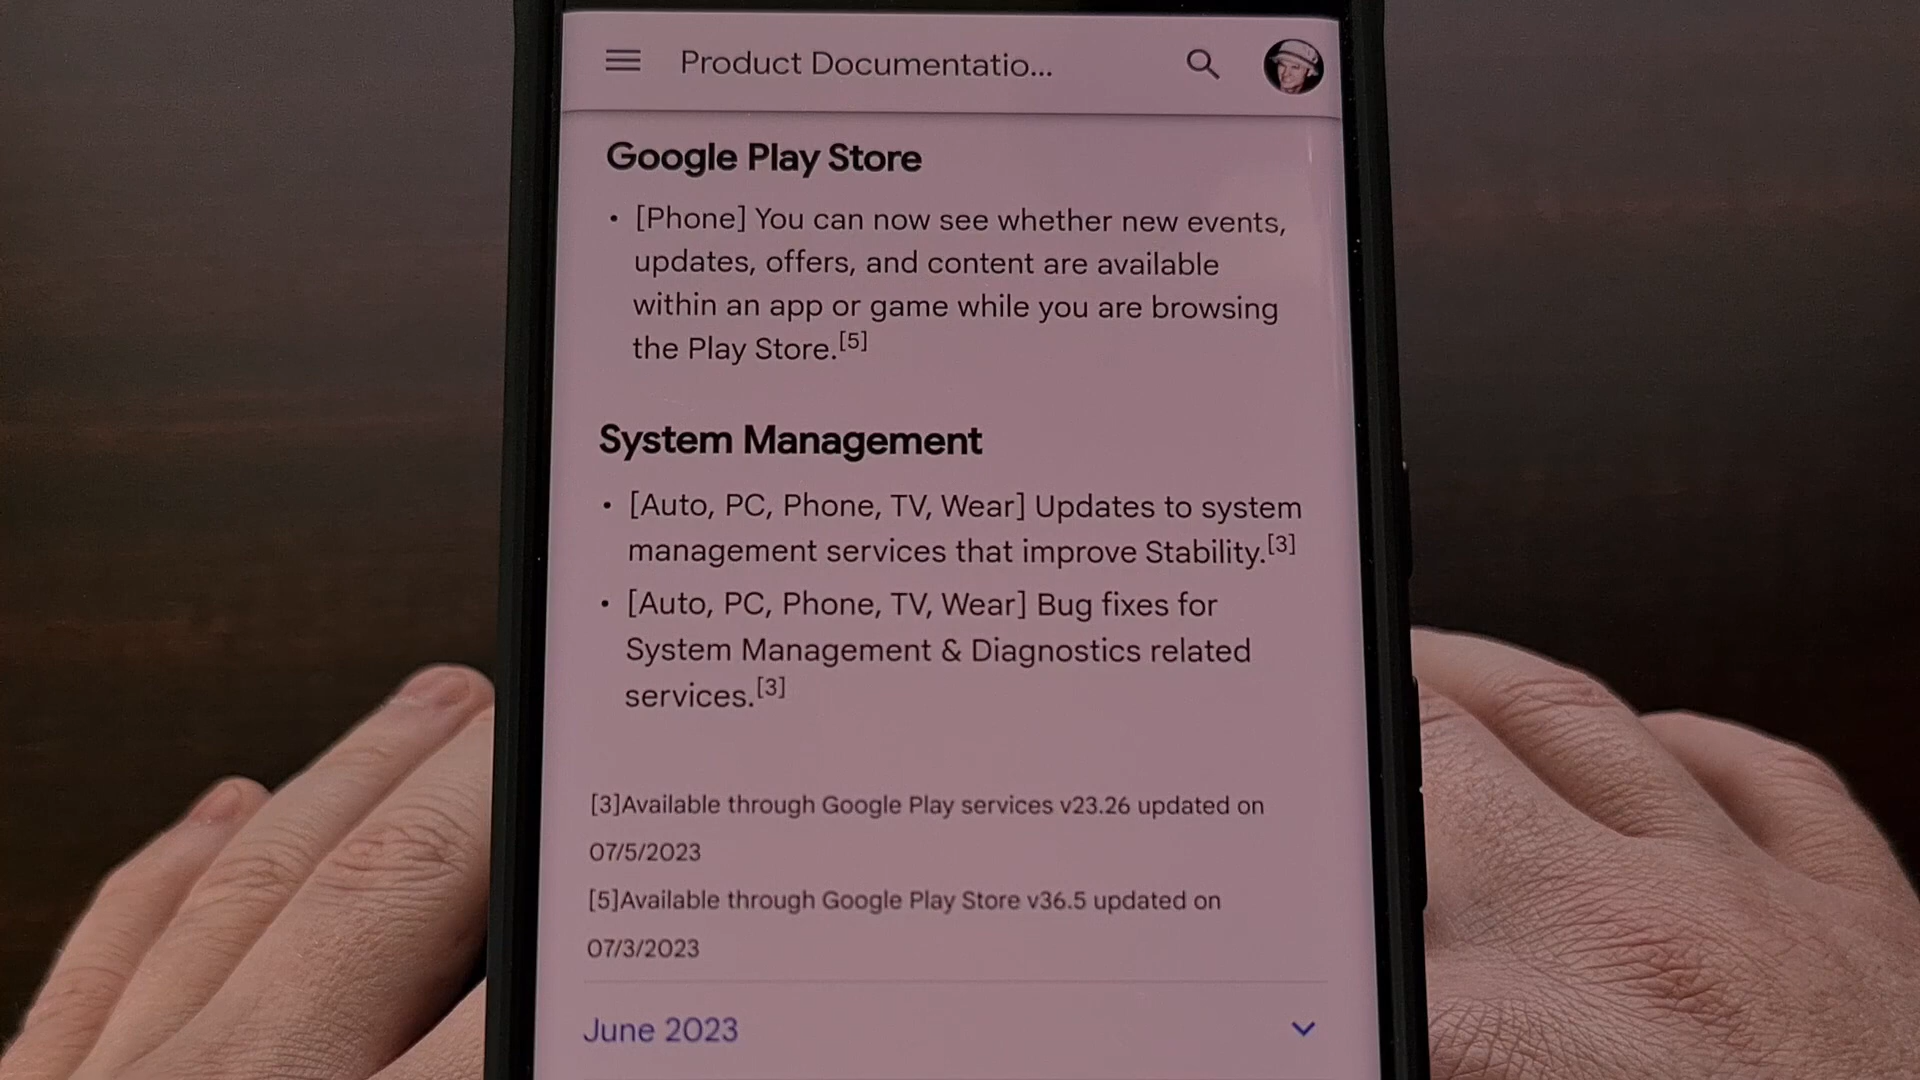 Product Documentatio...
Google Play Store
• [Phone] You can now see whether new events,
updates, offers, and content are available
within an app or game while you are browsing
the Play Store.[5]
System Management
• [Auto, PC, Phone, TV, Wear] Updates to system
management services that improve Stability.[3]
• [Auto, PC, Phone, TV, Wear] Bug fixes for
System Management & Diagnostics related
services.[3]
[3]Available through Google Play services v23.26 updated on
07/5/2023
[5]Available through Google Play Store v36.5 updated on
07/3/2023
June 2023